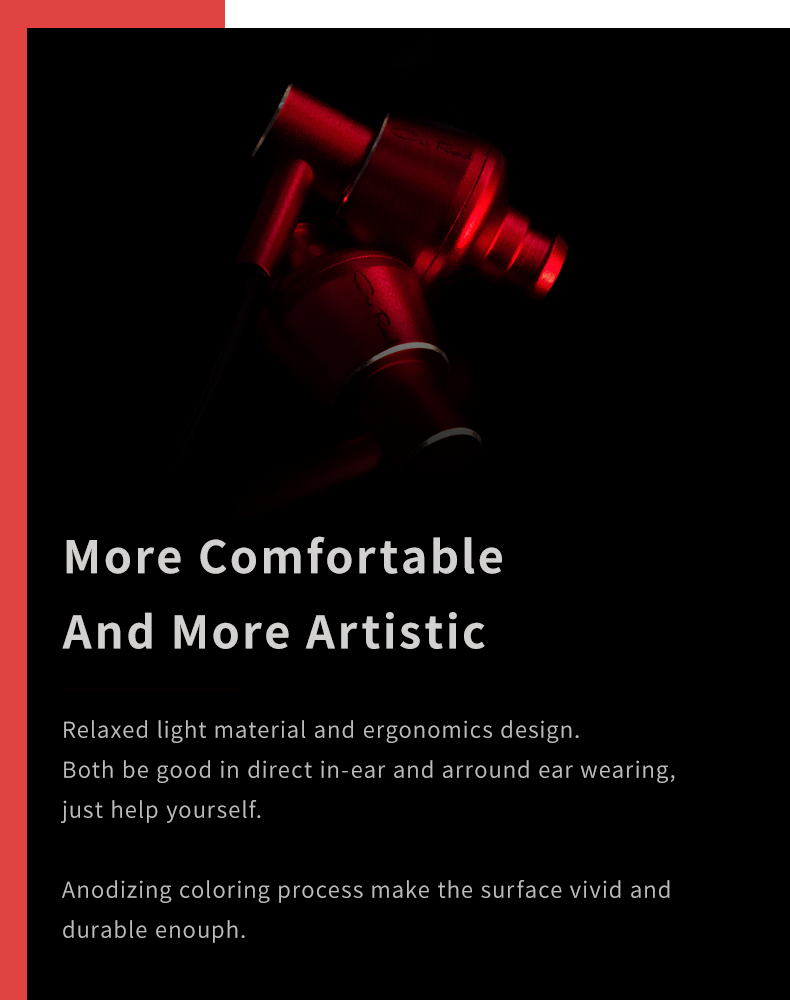 More Comfortable
And More Artistic
Relaxed light material and ergonomics design.
Both be good in direct in-ear and arround ear wearing,
just help yourself.
Anodizing coloring process make the surface vivid and
durable enouph.